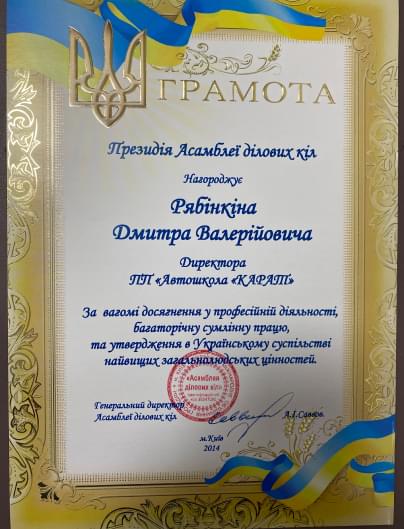 ГРАМОТА
Президія Асамблеї ділових кіл
Нагороджує
Рябінкіна
Дмитра Валерійовича
Директора
ПП «Автошкола «КАРАТ»
За вагомі досягнення у професійній діяльності,
багаторічну сумлінну працю,
та утвердження в Українському суспільстві
найвищих загальнолюдських цінностей.
«Асамблея
ділових кіл»
Генеральний директор
Асамблеї ділових кіл
А.І.Саввов.
м.Київ
2014